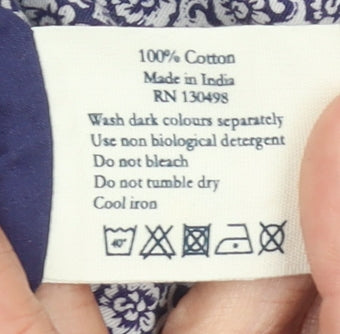 100% Cotton
Made in India
RN 130498
Wash dark colours separately
Use non biological detergent
Do not bleach
Do not tumble dry
Cool iron
40°